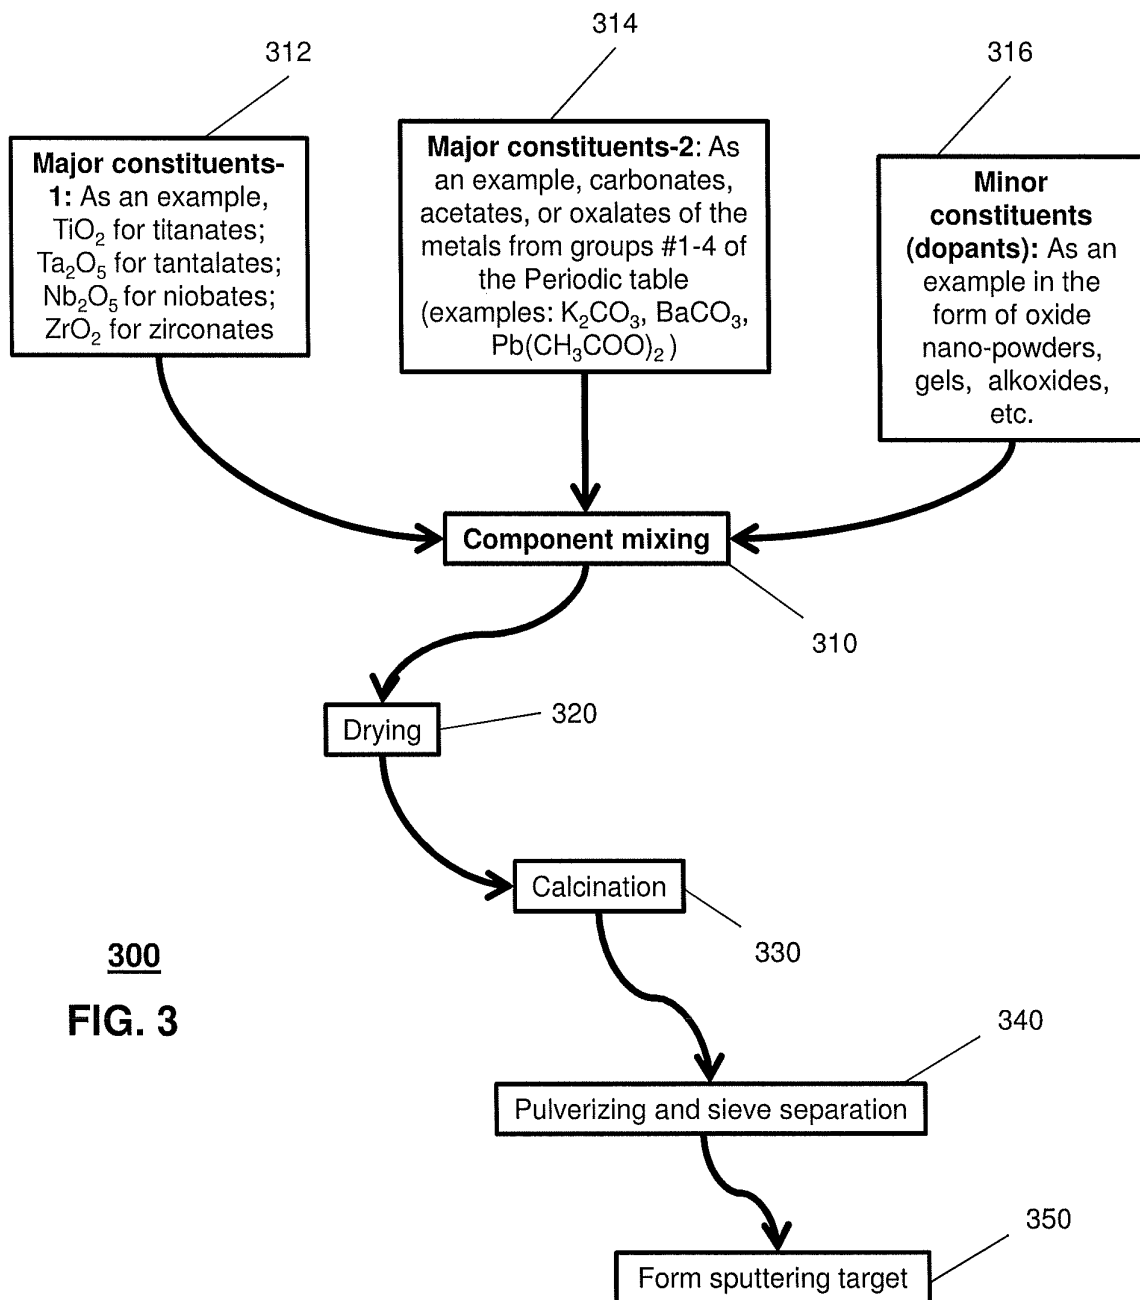 312
314
316
Major constituents-
1: As an example,
TiO₂ for titanates;
Ta₂O₅ for tantalates;
Nb₂O₅ for niobates;
ZrO₂ for zirconates
Major constituents-2: As
an example, carbonates,
acetates, or oxalates of the
metals from groups #1-4 of
the Periodic table
(examples: K₂CO₃, BaCO₃,
Pb(CH₃COO)₂ )
Minor
constituents
(dopants): As an
example in the
form of oxide
nano-powders,
gels, alkoxides,
etc.
Component mixing
310
Drying
320
Calcination
330
300
FIG. 3
340
Pulverizing and sieve separation
350
Form sputtering target